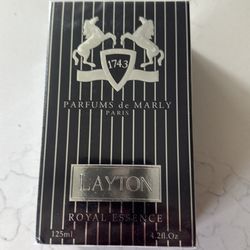 1743
PARFUMS de MARLY
PARIS
LAYTON
ROYAL ESSENCE
125ml 4.2fl.Oz